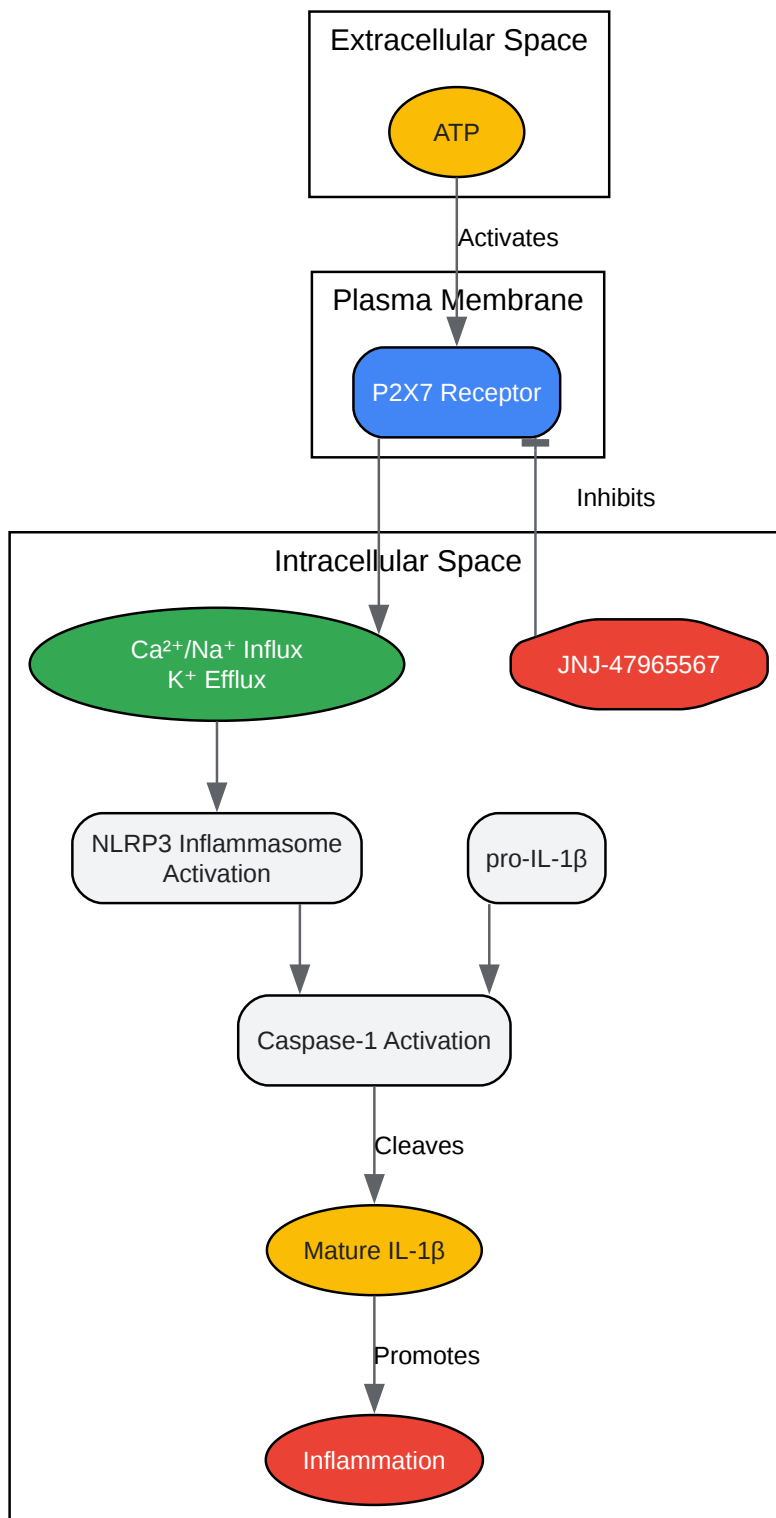 Extracellular Space
ATP
Activates
Plasma Membrane
P2X7 Receptor
Inhibits
Intracellular Space
Ca²⁺/Na⁺ Influx
K⁺ Efflux
JNJ-47965567
NLRP3 Inflammasome
Activation
pro-IL-1β
Caspase-1 Activation
Cleaves
Mature IL-1β
Promotes
Inflammation